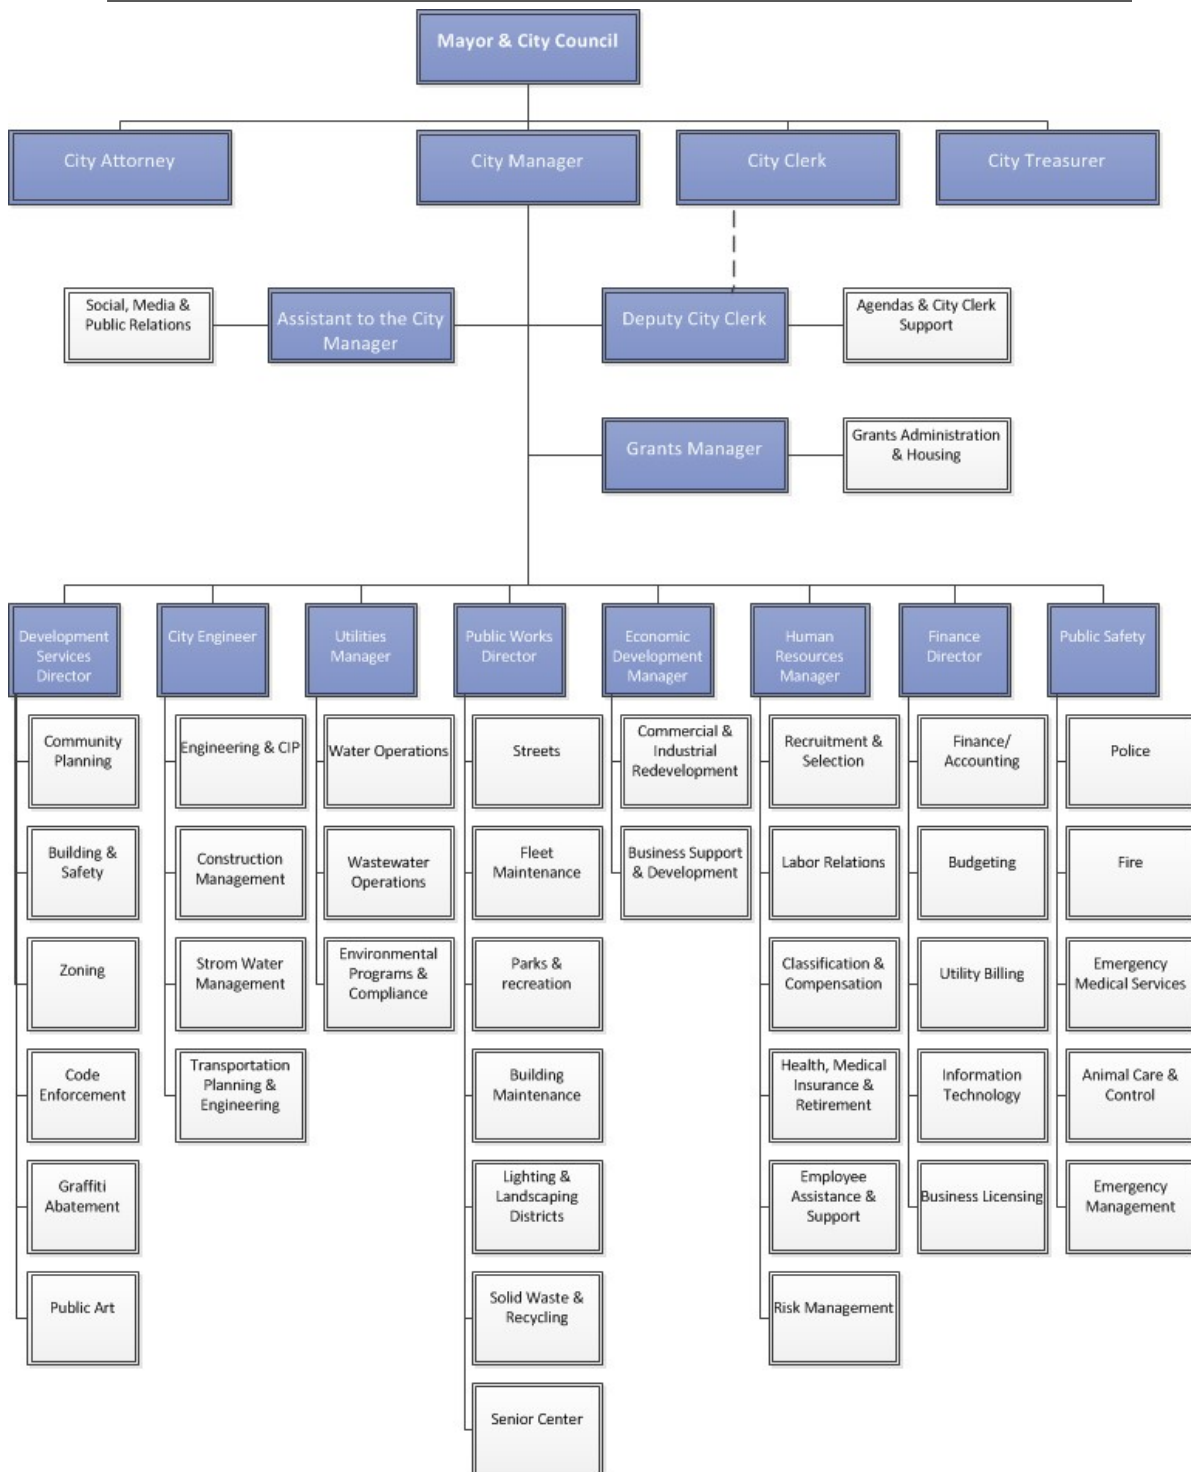 Mayor & City Council
City Attorney
City Manager
City Clerk
City Treasurer
Social, Media &
Public Relations
Assistant to the City
Manager
Deputy City Clerk
Agendas & City Clerk
Support
Grants Manager
Grants Administration
& Housing
Development
Services
Director
City Engineer
Utilities
Manager
Public Works
Director
Economic
Development
Manager
Human
Resources
Manager
Finance
Director
Public Safety
Community
Planning
Building &
Safety
Zoning
Code
Enforcement
Graffiti
Abatement
Public Art
Engineering & CIP
Construction
Management
Strom Water
Management
Transportation
Planning &
Engineering
Water Operations
Wastewater
Operations
Environmental
Programs &
Compliance
Streets
Fleet
Maintenance
Parks &
recreation
Building
Maintenance
Lighting &
Landscaping
Districts
Solid Waste &
Recycling
Senior Center
Commercial &
Industrial
Redevelopment
Business Support
& Development
Recruitment &
Selection
Labor Relations
Classification &
Compensation
Health, Medical
Insurance &
Retirement
Employee
Assistance &
Support
Risk Management
Finance/
Accounting
Budgeting
Utility Billing
Information
Technology
Business Licensing
Police
Fire
Emergency
Medical Services
Animal Care &
Control
Emergency
Management